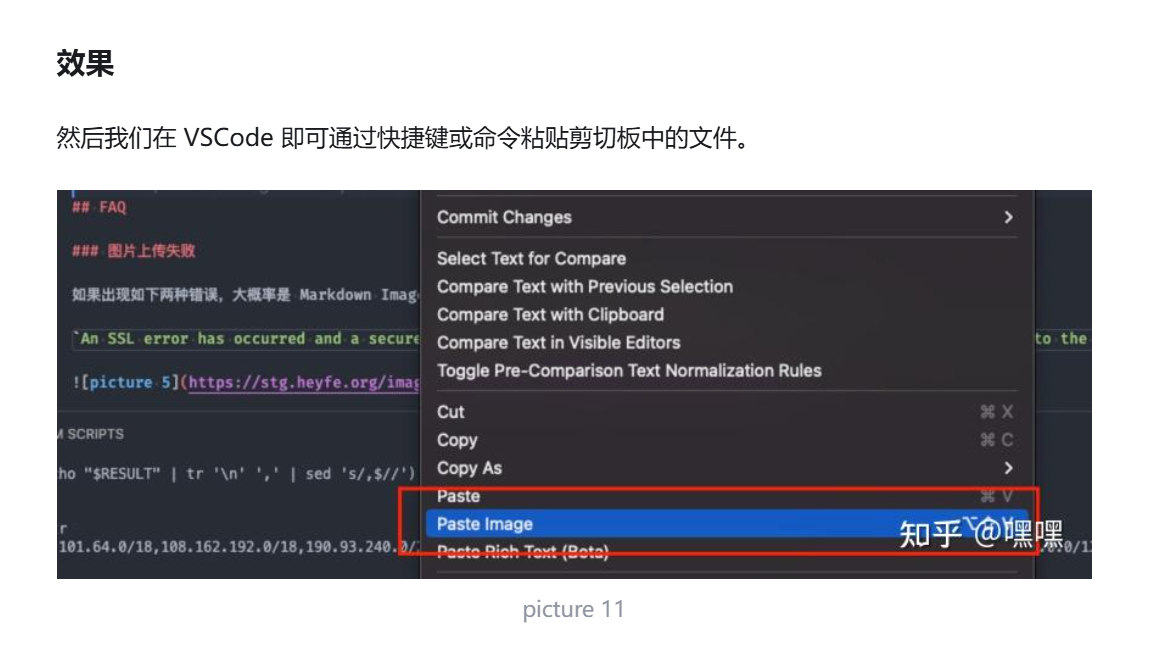 效果
然后我们在 VSCode 即可通过快捷键或命令粘贴剪切板中的文件。
## FAQ
### 图片上传失败
如果出现如下两种错误，大概率是 Markdown Imag
`An SSL error has occurred and a secure
to the
![picture 5](https://stg.heyfe.org/imag
M SCRIPTS
ho "$RESULT" | tr '\n' ',' | sed 's/,$//')
r
101.64.0/18,108.162.192.0/18,190.93.240.0/
Commit Changes
Select Text for Compare
Compare Text with Previous Selection
Compare Text with Clipboard
Compare Text in Visible Editors
Toggle Pre-Comparison Text Normalization Rules
Cut ⌘ X
Copy ⌘ C
Copy As
Paste ⌘ V
Paste Image
Paste Rich Text (Beta)
知乎 @嘿嘿
picture 11